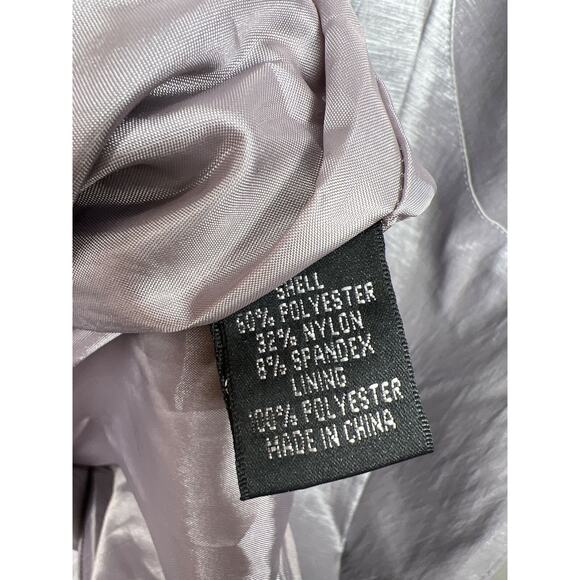 SHELL
60% POLYESTER
32% NYLON
8% SPANDEX
LINING
100% POLYESTER
MADE IN CHINA